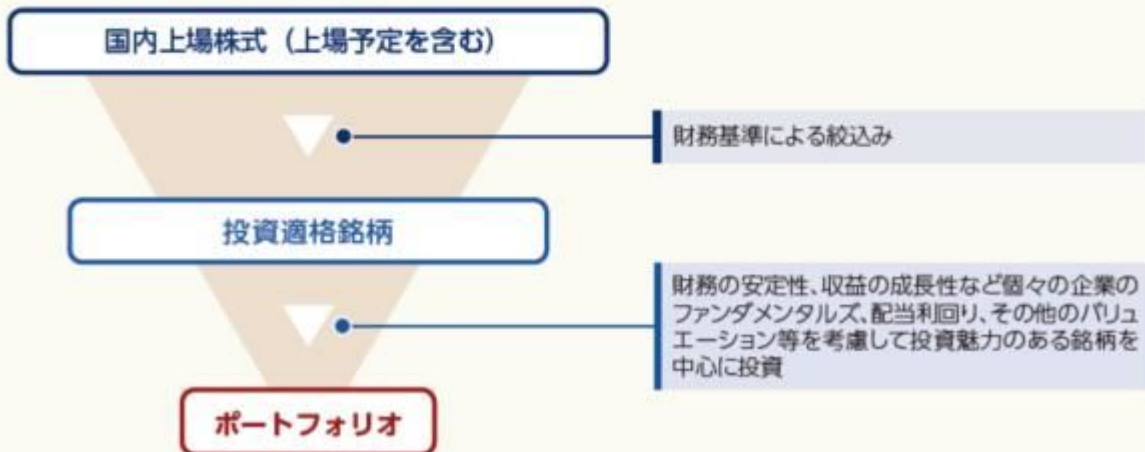 国内上場株式（上場予定を含む）
財務基準による絞込み
投資適格銘柄
財務の安定性、収益の成長性など個々の企業の
ファンダメンタルズ、配当利回り、その他のバリュ
エーション等を考慮して投資魅力のある銘柄を
中心に投資
ポートフォリオ